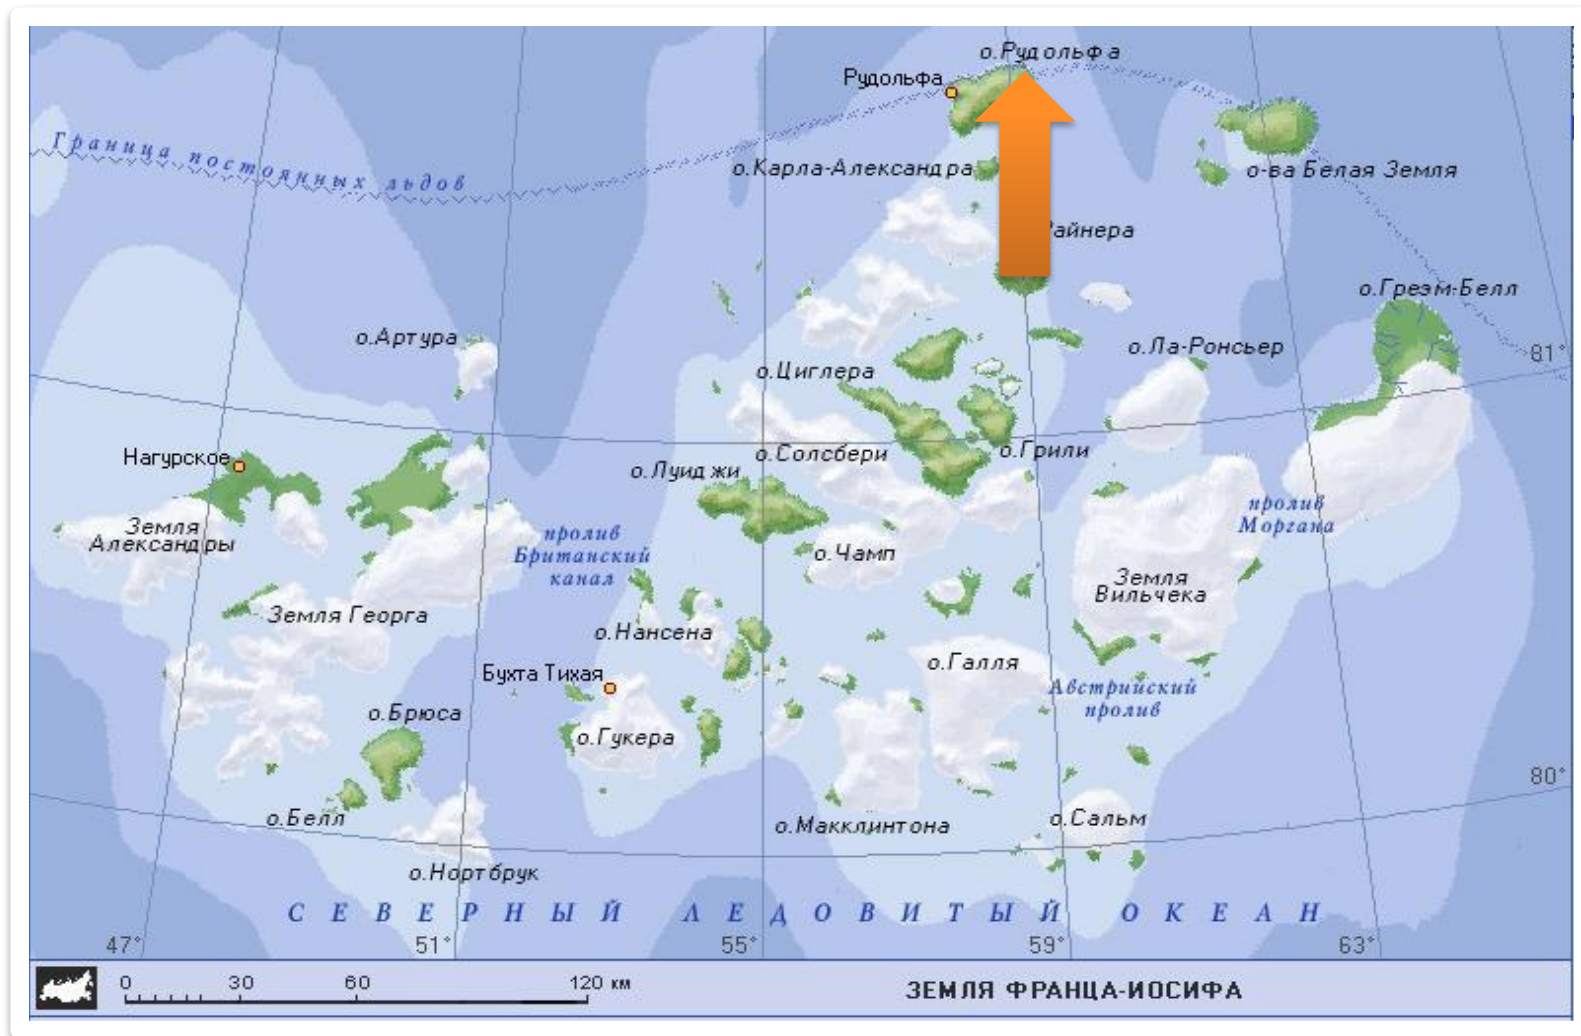 о.Рудольфа
Рудольфа
Граница постоянных льдов
о.Карла-Александра
о-ва Белая Земля
Райнера
о.Греэм-Белл
о.Артура
о.Ла-Ронсьер
81°
о.Циглера
Нагурское
о.Солсбери
о.Грили
о.Луиджи
пролив
Моргана
Земля
Александры
пролив
Британский
канал
о.Чамп
Земля
Вильчека
Земля Георга
о.Нансена
о.Галля
Бухта Тихая
Австрийский
пролив
о.Брюса
о.Гукера
80°
о.Белл
о.Макклинтона
о.Сальм
о.Нортбрук
СЕВЕРНЫЙ ЛЕДОВИТЫЙ ОКЕАН
47° 51° 55° 59° 63°
0 30 60 120 км
ЗЕМЛЯ ФРАНЦА-ИОСИФА